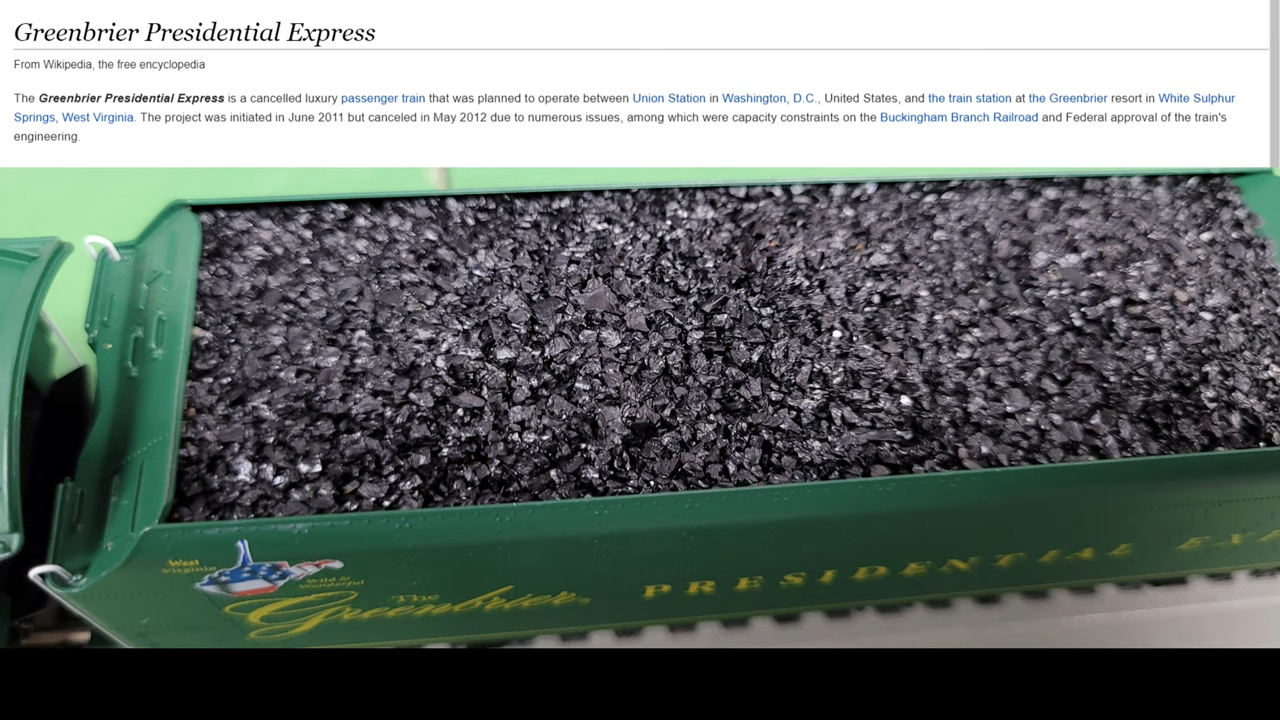 Greenbrier Presidential Express
From Wikipedia, the free encyclopedia
The Greenbrier Presidential Express is a cancelled luxury passenger train that was planned to operate between Union Station in Washington, D.C., United States, and the train station at the Greenbrier resort in White Sulphur
Springs, West Virginia. The project was initiated in June 2011 but canceled in May 2012 due to numerous issues, among which were capacity constraints on the Buckingham Branch Railroad and Federal approval of the train's
engineering.
West
Virginia
Wild &
Wonderful
The
Greenbrier
PRESIDENTIAL EX